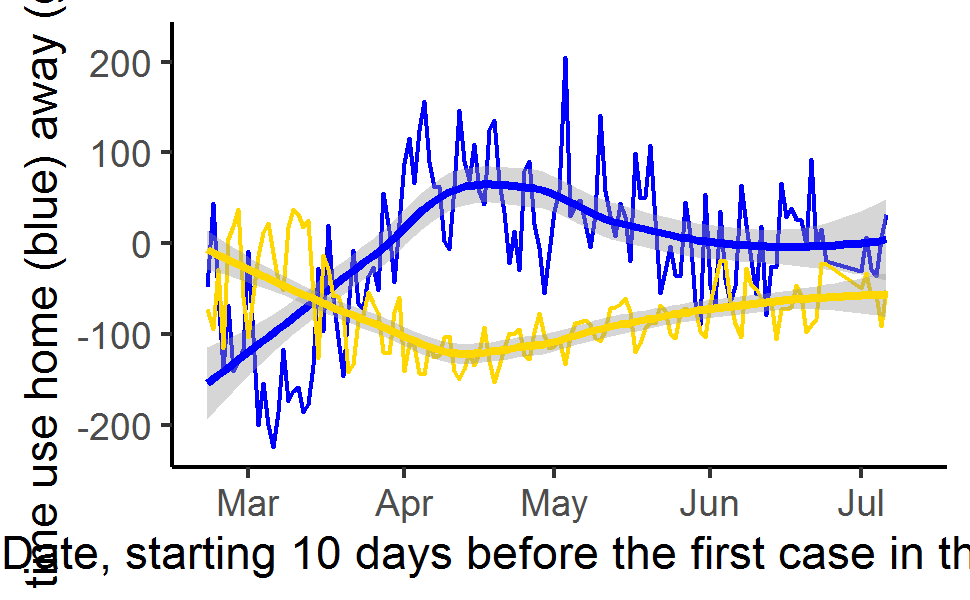 time use home (blue) away (
200
100
0
-100
-200
Mar Apr May Jun Jul
Date, starting 10 days before the first case in th